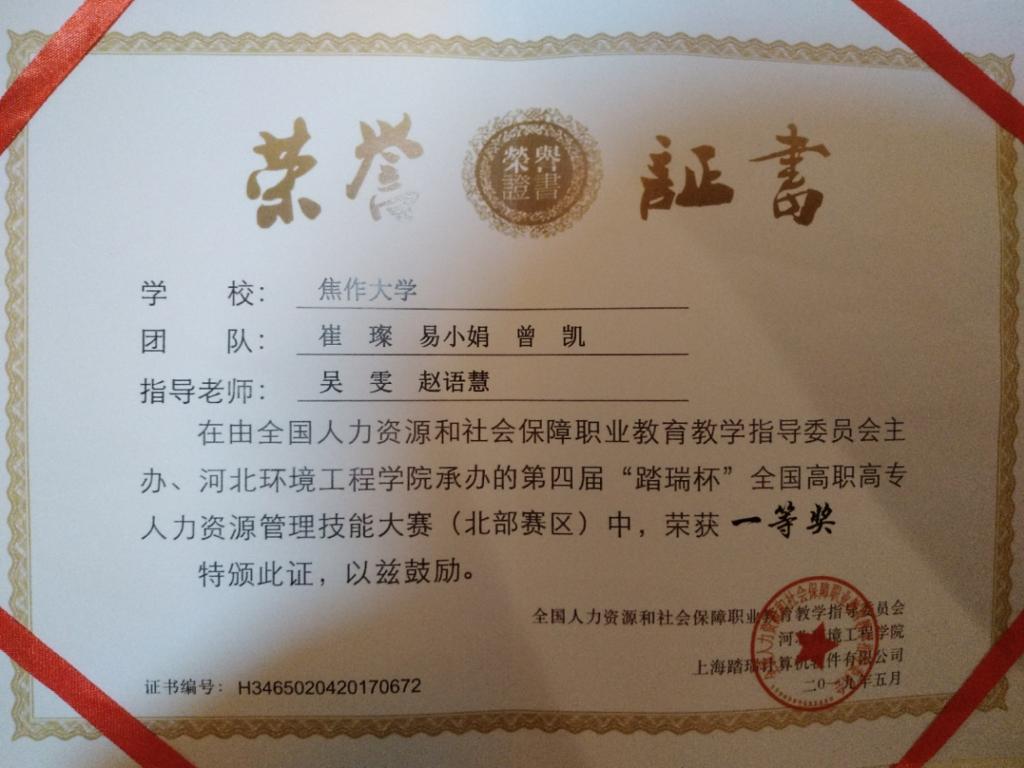 荣誉 榮譽證書 証書
学 校： 焦作大学
团 队： 崔 璨 易小娟 曾 凯
指导老师： 吴 雯 赵语慧
在由全国人力资源和社会保障职业教育教学指导委员会主
办、河北环境工程学院承办的第四届“踏瑞杯”全国高职高专
人力资源管理技能大赛（北部赛区）中，荣获 一等奖
特颁此证，以兹鼓励。
全国人力资源和社会保障职业教育教学指导委员会
河北环境工程学院
上海踏瑞计算机软件有限公司
二0一九年五月
证书编号： H3465020420170672